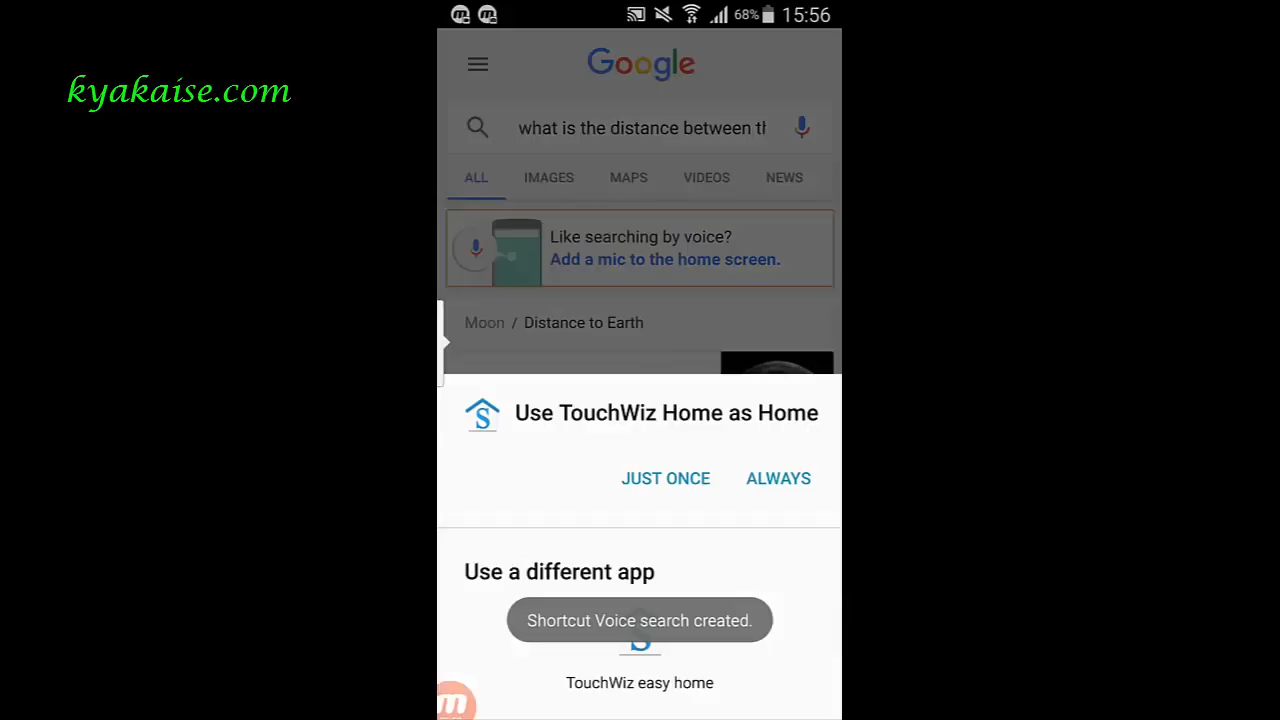 68% 15:56
kyakaise.com
Google
what is the distance between th
ALL IMAGES MAPS VIDEOS NEWS
Like searching by voice?
Add a mic to the home screen.
Moon / Distance to Earth
S Use TouchWiz Home as Home
JUST ONCE ALWAYS
Use a different app
Shortcut Voice search created.
S
TouchWiz easy home